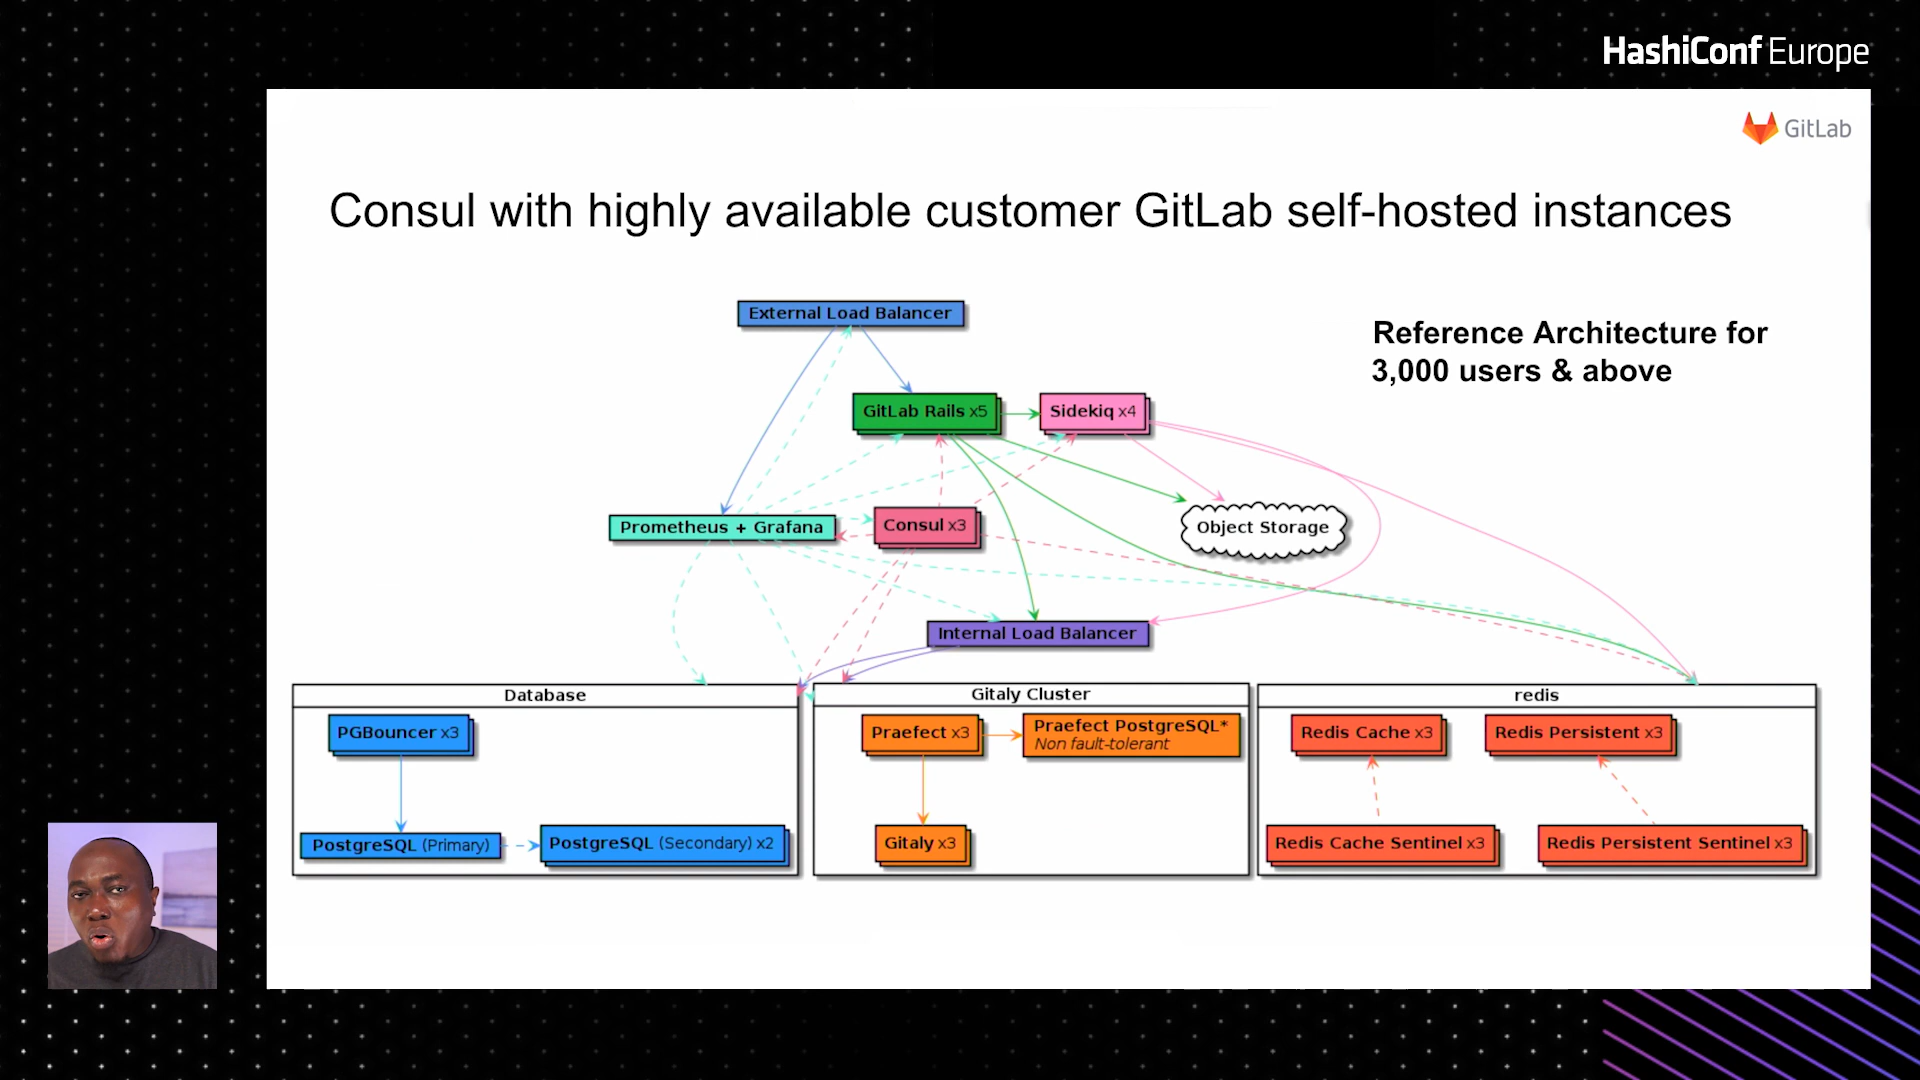 HashiConf Europe
GitLab
Consul with highly available customer GitLab self-hosted instances
External Load Balancer
Reference Architecture for
3,000 users & above
GitLab Rails x5
Sidekiq x4
Prometheus + Grafana
Consul x3
Object Storage
Internal Load Balancer
Database
PGBouncer x3
PostgreSQL (Primary)
PostgreSQL (Secondary) x2
Gitaly Cluster
Praefect x3
Praefect PostgreSQL*
Non fault-tolerant
Gitaly x3
redis
Redis Cache x3
Redis Persistent x3
Redis Cache Sentinel x3
Redis Persistent Sentinel x3